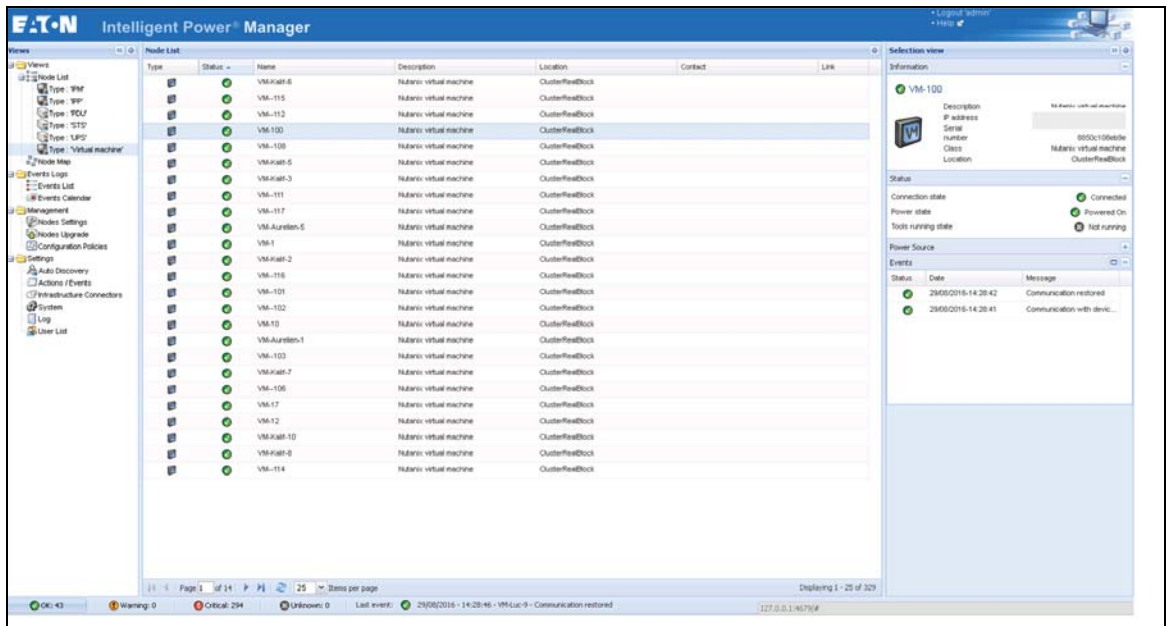 EATON Intelligent Power® Manager
• Logout 'admin'
• Help
Views
Views
Node List
Type : 'IPM'
Type : 'IPP'
Type : 'PDU'
Type : 'STS'
Type : 'UPS'
Type : 'Virtual machine'
Node Map
Events Logs
Events List
Events Calendar
Management
Nodes Settings
Nodes Upgrade
Configuration Policies
Settings
Auto Discovery
Actions / Events
Infrastructure Connectors
System
Log
User List
Node List
Type Status Name Description Location Contact Link
VM-Kalif-6 Nutanix virtual machine ClusterRealBlock
VM--115 Nutanix virtual machine ClusterRealBlock
VM--112 Nutanix virtual machine ClusterRealBlock
VM-100 Nutanix virtual machine ClusterRealBlock
VM--108 Nutanix virtual machine ClusterRealBlock
VM-Kalif-5 Nutanix virtual machine ClusterRealBlock
VM-Kalif-3 Nutanix virtual machine ClusterRealBlock
VM--111 Nutanix virtual machine ClusterRealBlock
VM--117 Nutanix virtual machine ClusterRealBlock
VM-Aurelien-5 Nutanix virtual machine ClusterRealBlock
VM-1 Nutanix virtual machine ClusterRealBlock
VM-Kalif-2 Nutanix virtual machine ClusterRealBlock
VM--116 Nutanix virtual machine ClusterRealBlock
VM--101 Nutanix virtual machine ClusterRealBlock
VM--102 Nutanix virtual machine ClusterRealBlock
VM-10 Nutanix virtual machine ClusterRealBlock
VM-Aurelien-1 Nutanix virtual machine ClusterRealBlock
VM--103 Nutanix virtual machine ClusterRealBlock
VM-Kalif-7 Nutanix virtual machine ClusterRealBlock
VM--106 Nutanix virtual machine ClusterRealBlock
VM-17 Nutanix virtual machine ClusterRealBlock
VM-12 Nutanix virtual machine ClusterRealBlock
VM-Kalif-10 Nutanix virtual machine ClusterRealBlock
VM-Kalif-8 Nutanix virtual machine ClusterRealBlock
VM--114 Nutanix virtual machine ClusterRealBlock
Page 1 of 14 25 Items per page Displaying 1 - 25 of 329
Selection view
Information
VM-100
Description Nutanix virtual machine
IP address
Serial
number
Class Nutanix virtual machine
Location ClusterRealBlock
Status
Connection state Connected
Power state Powered On
Tools running state Not running
Power Source
Events
Status Date Message
29/08/2016-14:28:42 Communication restored
29/08/2016-14:28:41 Communication with devic...
OK: 43 Warning: 0 Critical: 294 Unknown: 0 Last event: 29/08/2016 - 14:28:46 - VM-Luc-9 - Communication restored
127.0.0.1:4679/#